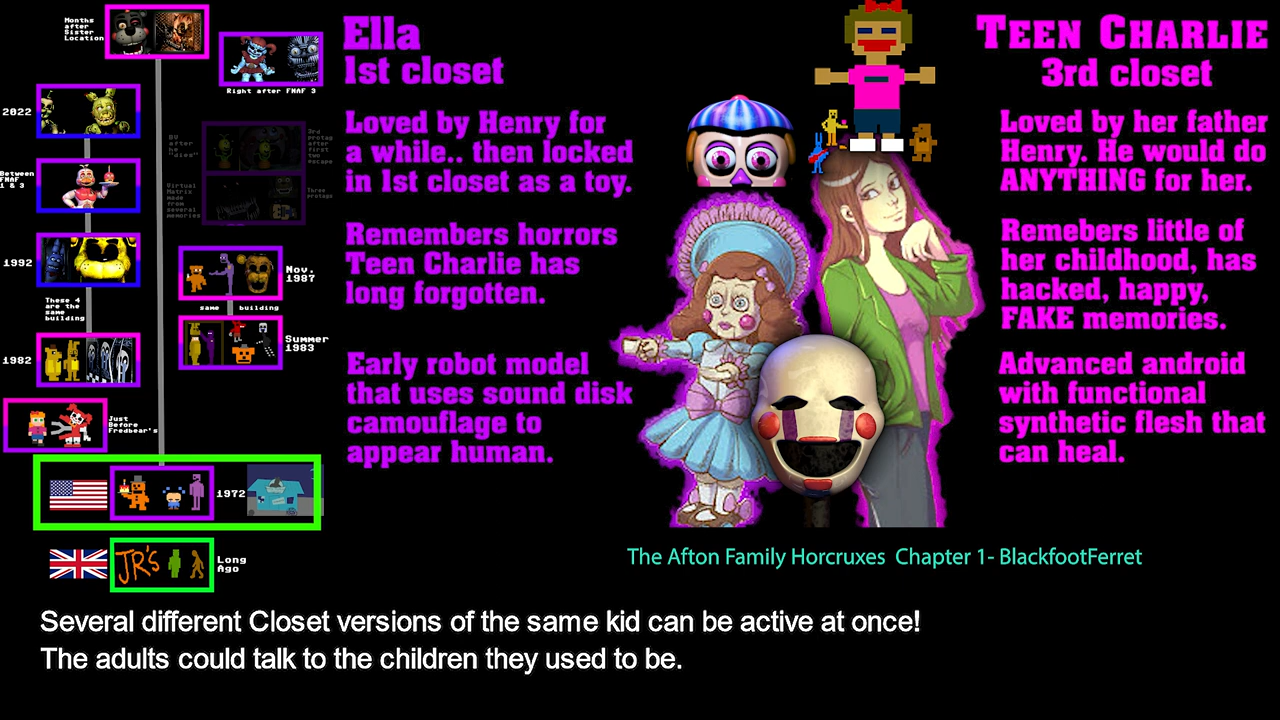 Months
after
Sister
Location
Right after FNAF 3
2022
BV
after
he
"dies"
3rd
protag
after
first
two
escape
Between
FNAF
1 & 3
Virtual
Matrix
made
from
several
memories
Three
protags
1992
Nov.
1987
These 4
are the
same
building
same building
1982
Summer
1983
Just
Before
Fredbear's
1972
JR'S
Long
Ago
Ella
1st closet
Loved by Henry for
a while.. then locked
in 1st closet as a toy.
Remembers horrors
Teen Charlie has
long forgotten.
Early robot model
that uses sound disk
camouflage to
appear human.
TEEN CHARLIE
3rd closet
Loved by her father
Henry. He would do
ANYTHING for her.
Remebers little of
her childhood, has
hacked, happy,
FAKE memories.
Advanced android
with functional
synthetic flesh that
can heal.
The Afton Family Horcruxes Chapter 1- BlackfootFerret
Several different Closet versions of the same kid can be active at once!
The adults could talk to the children they used to be.